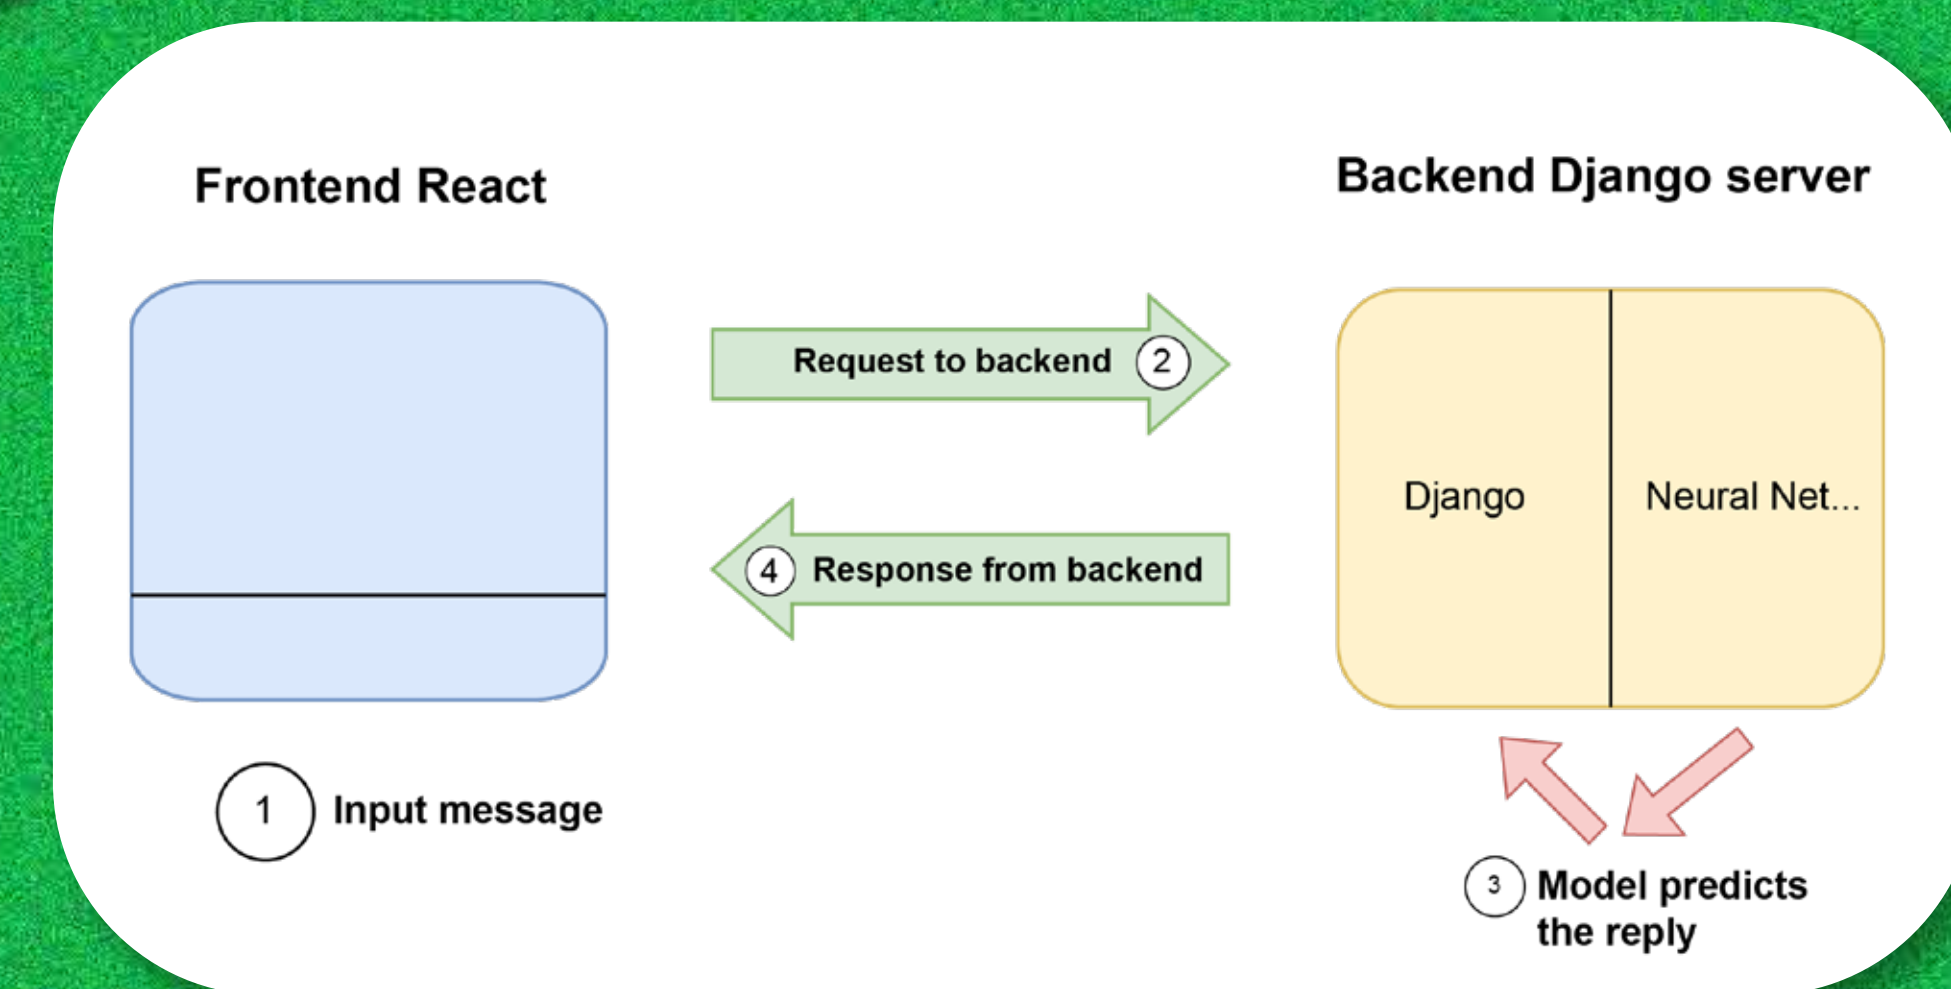 Frontend React
Backend Django server
Request to backend 2
Django
Neural Net...
4 Response from backend
1 Input message
3 Model predicts
the reply